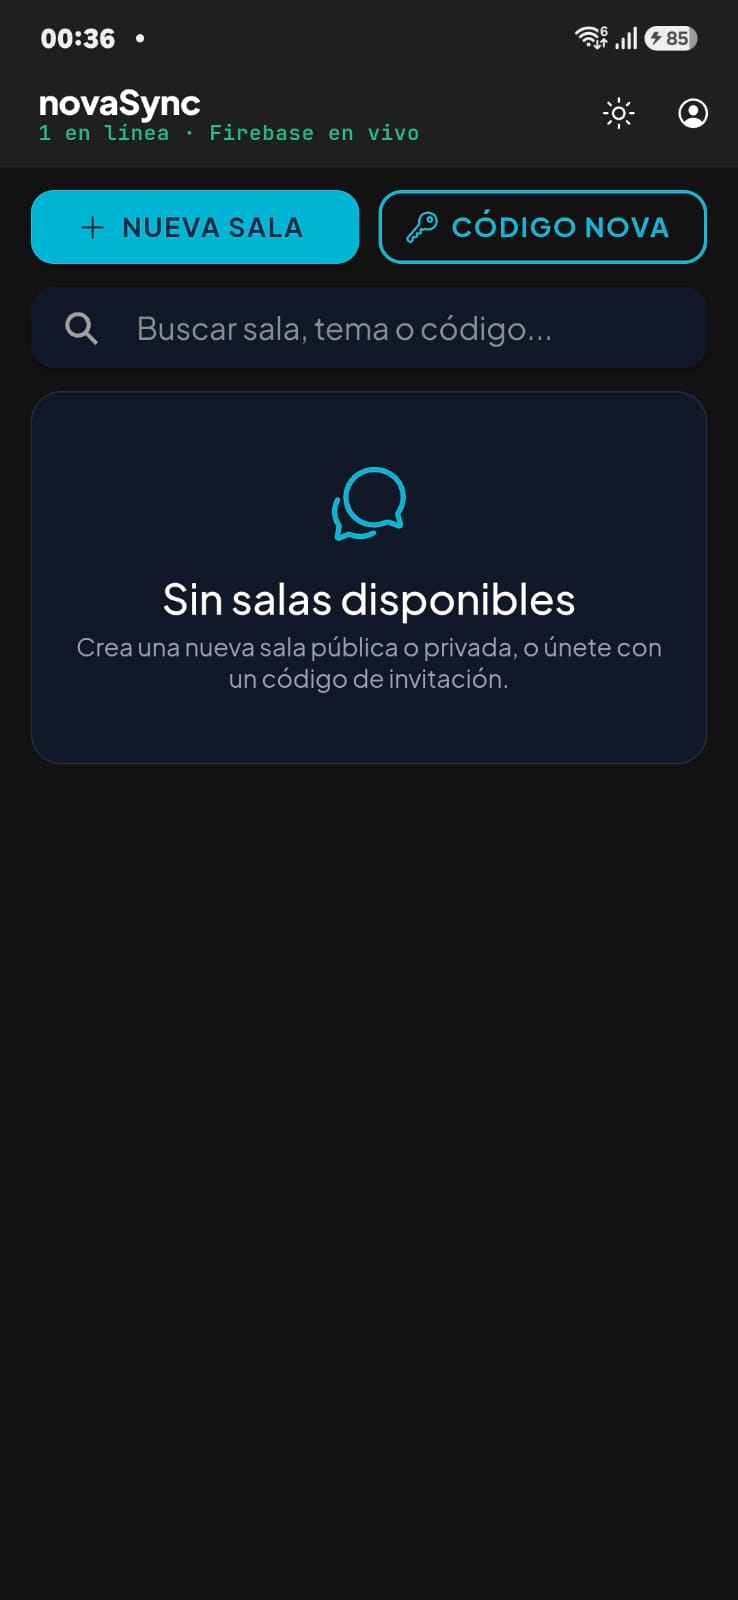 00:36
6
85
novaSync
1 en línea · Firebase en vivo
+ NUEVA SALA
CÓDIGO NOVA
Buscar sala, tema o código...
Sin salas disponibles
Crea una nueva sala pública o privada, o únete con
un código de invitación.